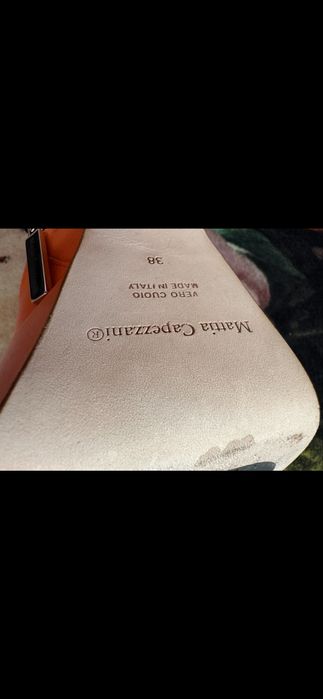 Mattia Capezzani®
VERO CUOIO
MADE IN ITALY
38